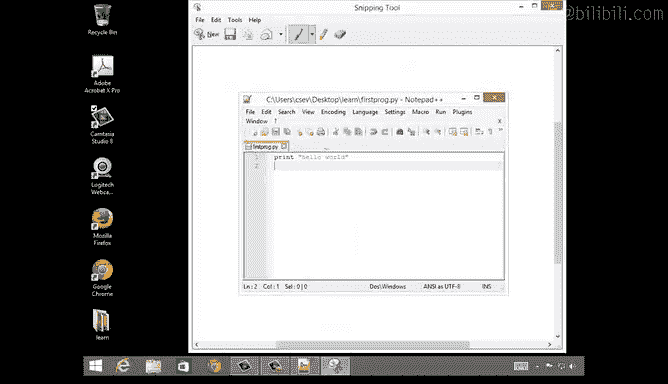 @bilibili.com
Snipping Tool
File Edit Tools Help
New
Recycle Bin
Adobe
Acrobat X Pro
Camtasia
Studio 8
Logitech
Webca...
Mozilla
Firefox
Google
Chrome
learn
C:\Users\csev\Desktop\learn\firstprog.py - Notepad++
File Edit Search View Encoding Language Settings Macro Run Plugins
Window ? X
firstprog.py
1 print "hello world"
2
Ln : 2 Col : 1 Sel : 0 | 0 Dos\Windows ANSI as UTF-8 INS